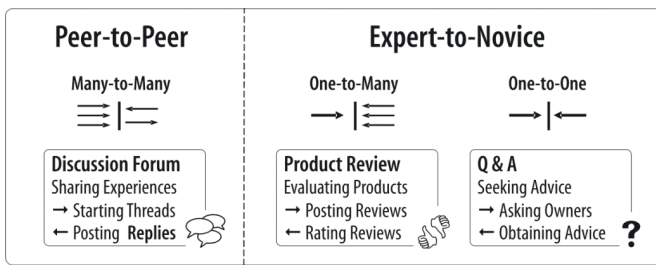 Peer-to-Peer
Expert-to-Novice
Many-to-Many
One-to-Many
One-to-One
Discussion Forum
Sharing Experiences
→ Starting Threads
← Posting Replies
Product Review
Evaluating Products
→ Posting Reviews
← Rating Reviews
Q & A
Seeking Advice
→ Asking Owners
← Obtaining Advice
?